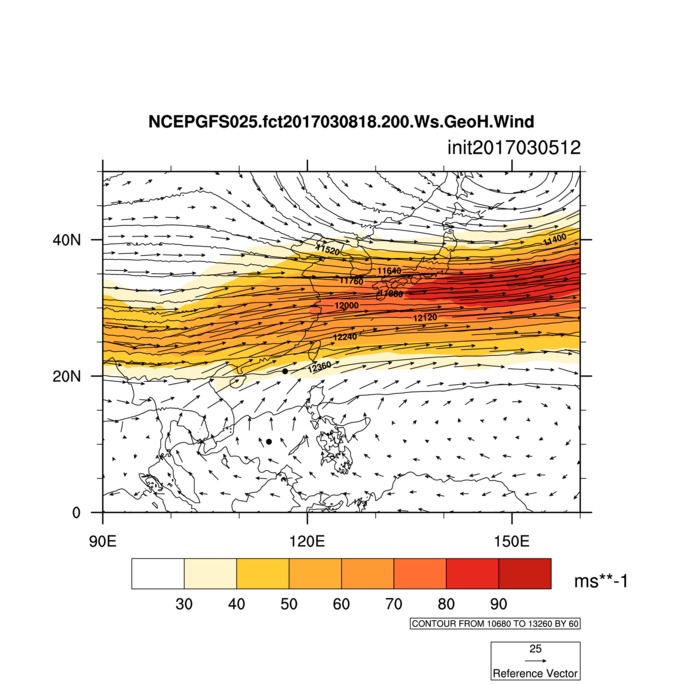 NCEPGFS025.fct2017030818.200.Ws.GeoH.Wind
init2017030512
40N
20N
0
11520
11400
11640
11760
11880
12000
12120
12240
12360
90E 120E 150E
30 40 50 60 70 80 90
ms**-1
CONTOUR FROM 10680 TO 13260 BY 60
25
Reference Vector